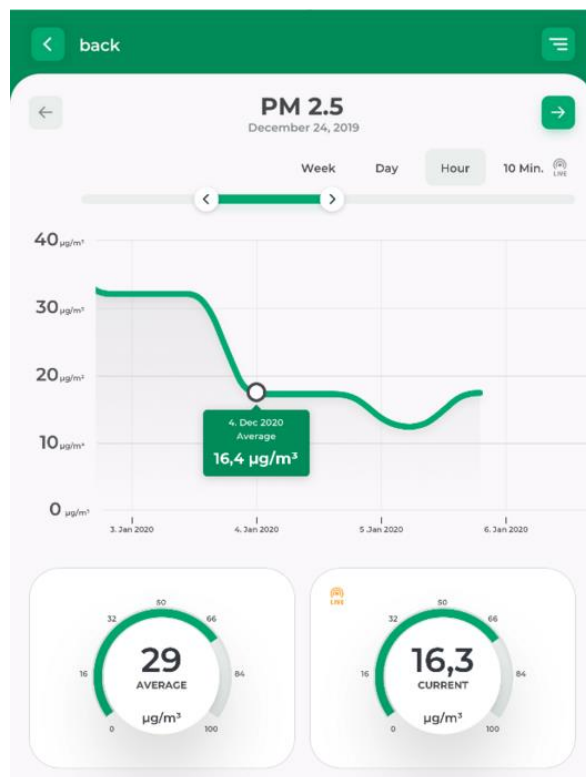 back
PM 2.5
December 24, 2019
Week Day Hour 10 Min. LIVE
40 µg/m³
30 µg/m³
20 µg/m²
10 µg/m⁴
0 µg/m³
4. Dec 2020
Average
16,4 µg/m³
3. Jan 2020 4. Jan 2020 5. Jan 2020 6. Jan 2020
50
32 66
16 84
29
AVERAGE
µg/m³
0 100
LIVE
50
32 66
16 84
16,3
CURRENT
µg/m³
0 100